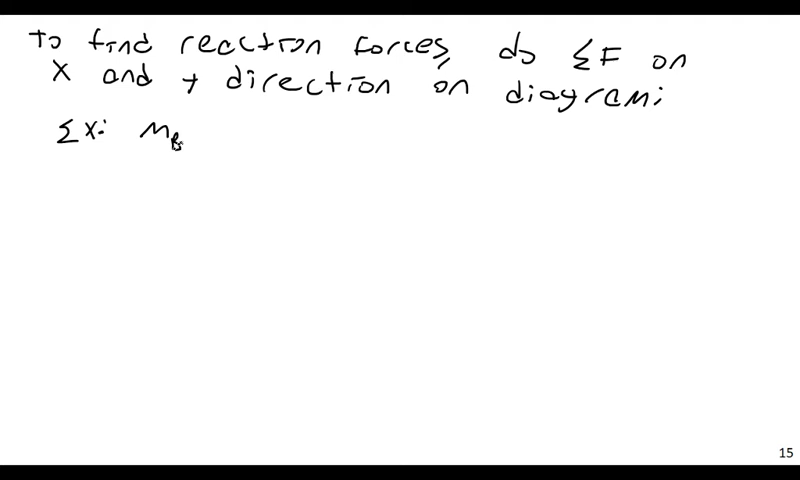 To find reaction forces, do ΣF on
X and y direction on diagram:
Σx: m
15